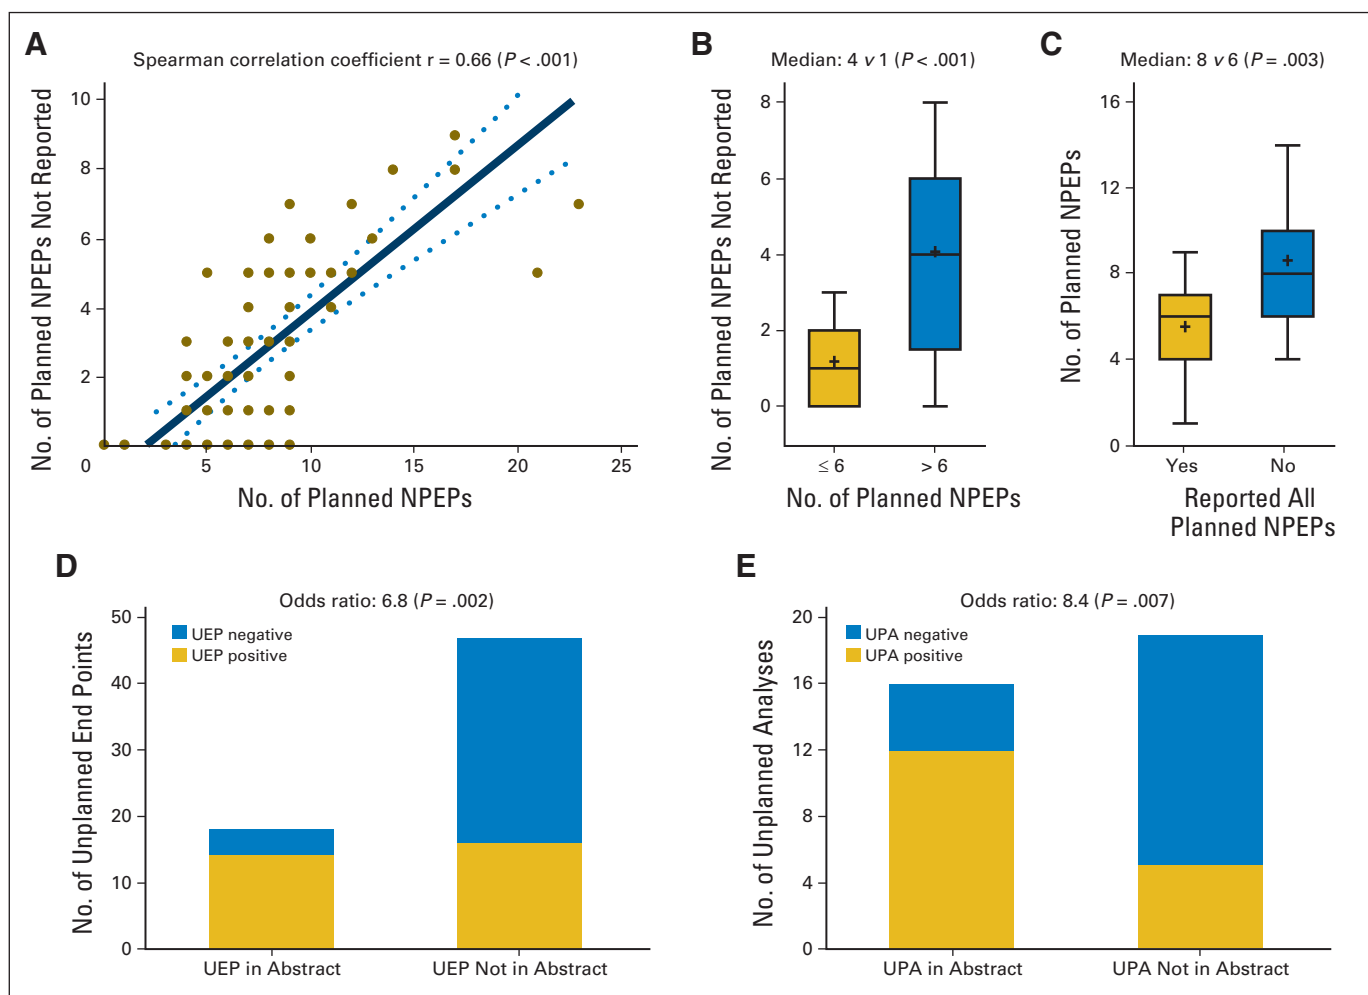 A
Spearman correlation coefficient r = 0.66 (P < .001)
No. of Planned NPEPs Not Reported
10
8
6
4
2
0
5
10
15
20
25
No. of Planned NPEPs
B
Median: 4 v 1 (P < .001)
No. of Planned NPEPs Not Reported
8
6
4
2
0
≤ 6
> 6
No. of Planned NPEPs
C
Median: 8 v 6 (P = .003)
No. of Planned NPEPs
16
12
8
4
0
Yes
No
Reported All
Planned NPEPs
D
Odds ratio: 6.8 (P = .002)
UEP negative
UEP positive
No. of Unplanned End Points
50
40
30
20
10
0
UEP in Abstract
UEP Not in Abstract
E
Odds ratio: 8.4 (P = .007)
UPA negative
UPA positive
No. of Unplanned Analyses
20
16
12
8
4
0
UPA in Abstract
UPA Not in Abstract